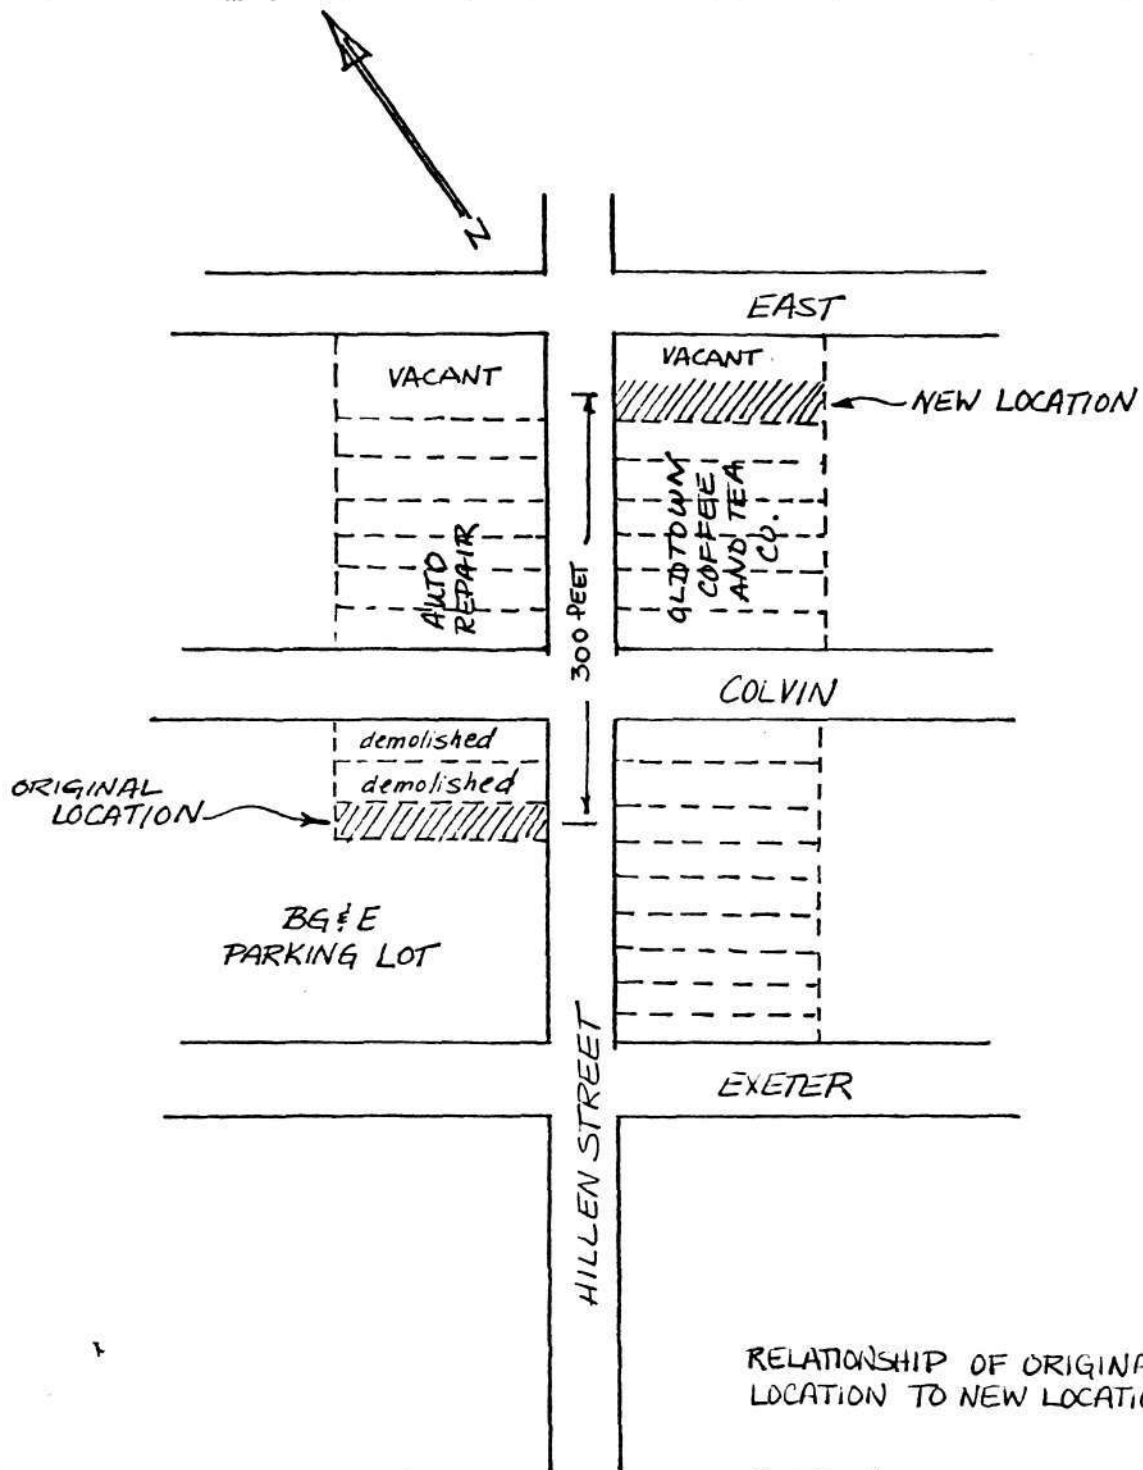 N
EAST
VACANT
VACANT
NEW LOCATION
OLDTOWN
COFFEE
AND TEA
CO.
AUTO
REPAIR
300 FEET
COLVIN
demolished
demolished
ORIGINAL
LOCATION
BG&E
PARKING LOT
HILLEN STREET
EXETER
RELATIONSHIP OF ORIGINA
LOCATION TO NEW LOCATIO